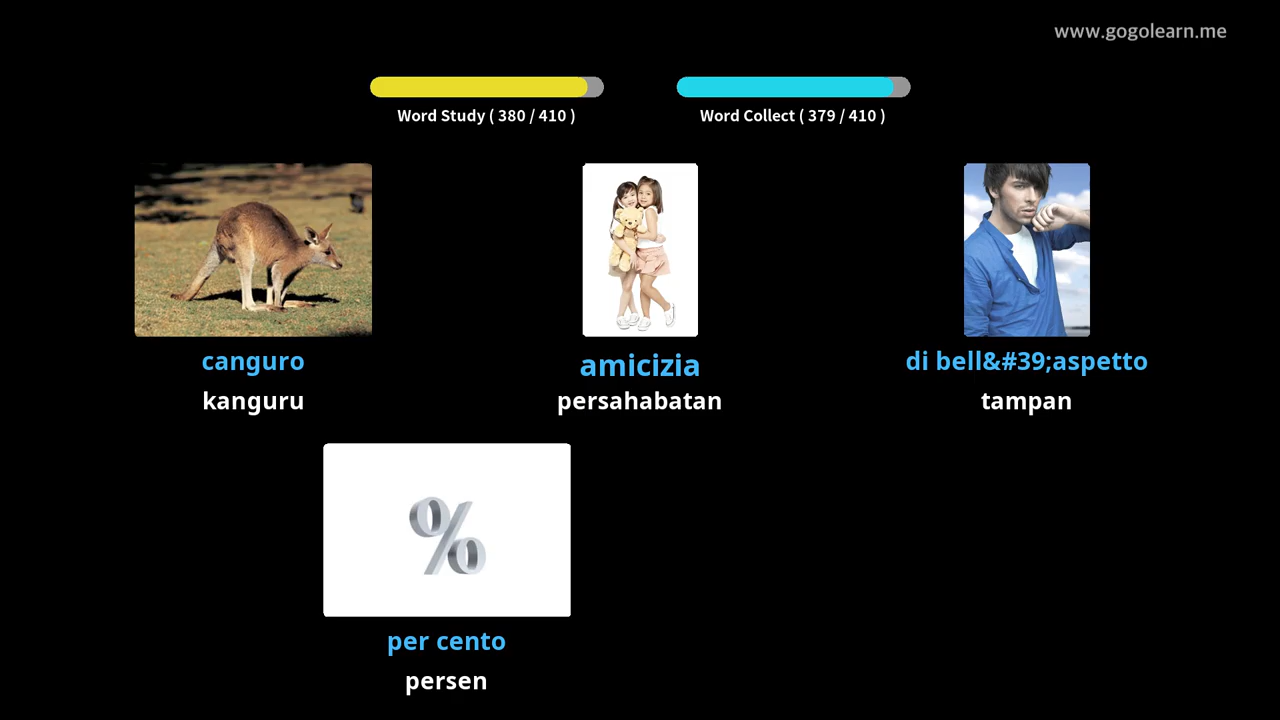 www.gogolearn.me
Word Study ( 380 / 410 )
Word Collect ( 379 / 410 )
canguro
kanguru
amicizia
persahabatan
di bell&#39;aspetto
tampan
%
per cento
persen